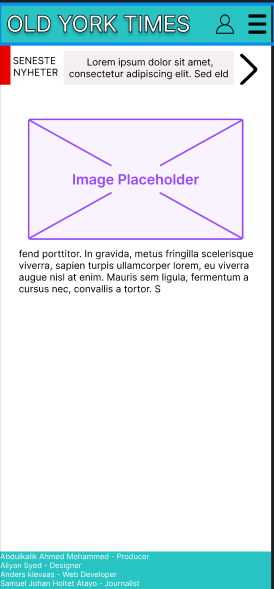 OLD YORK TIMES
SENESTE
NYHETER
Lorem ipsum dolor sit amet,
consectetur adipiscing elit. Sed eld
Image Placeholder
fend porttitor. In gravida, metus fringilla scelerisque
viverra, sapien turpis ullamcorper lorem, eu viverra
augue nisl at enim. Mauris sem ligula, fermentum a
cursus nec, convallis a tortor. S
Abdulkalik Ahmed Mohammed - Producer
Aliyan Syed - Designer
Anders klevaas - Web Developer
Samuel Johan Holtet Atayo - Journalist